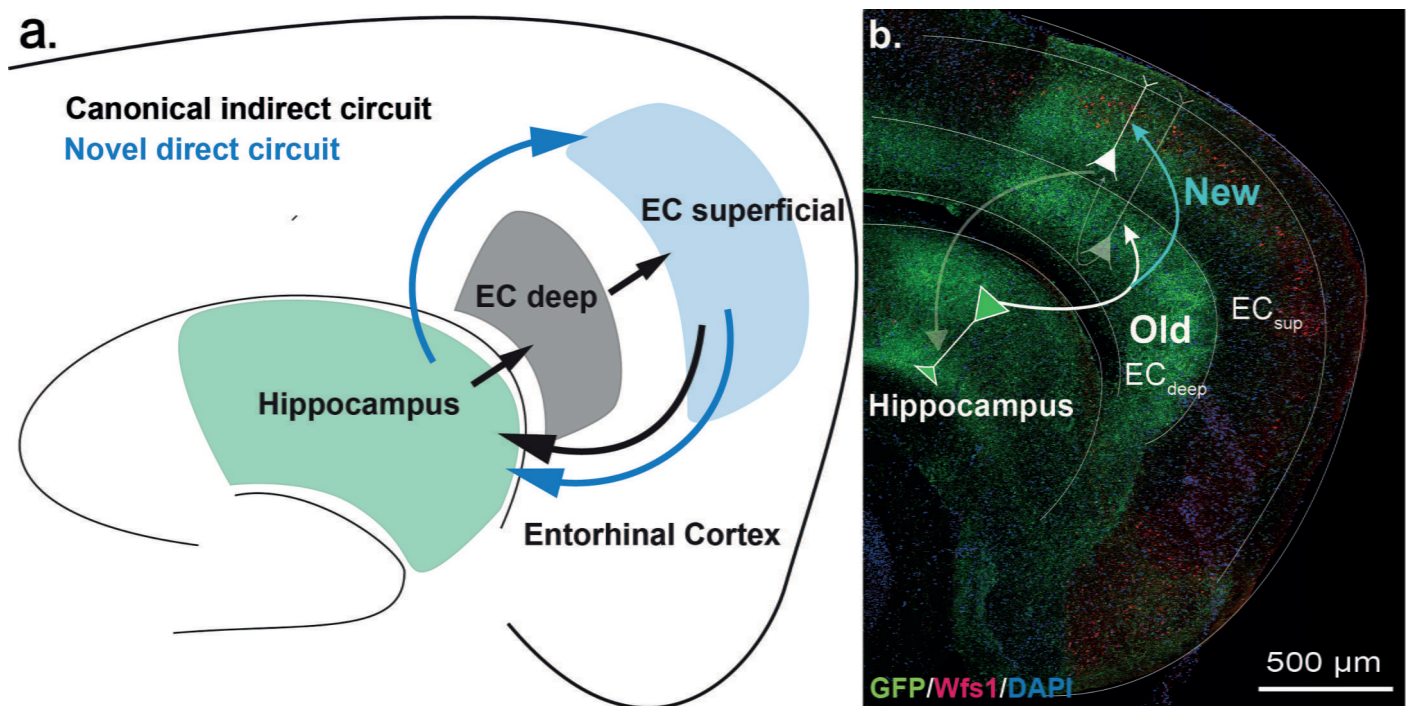 a.
Canonical indirect circuit
Novel direct circuit
EC superficial
EC deep
Hippocampus
Entorhinal Cortex
b.
New
Old
ECsup
ECdeep
Hippocampus
500 µm
GFP/Wfs1/DAPI